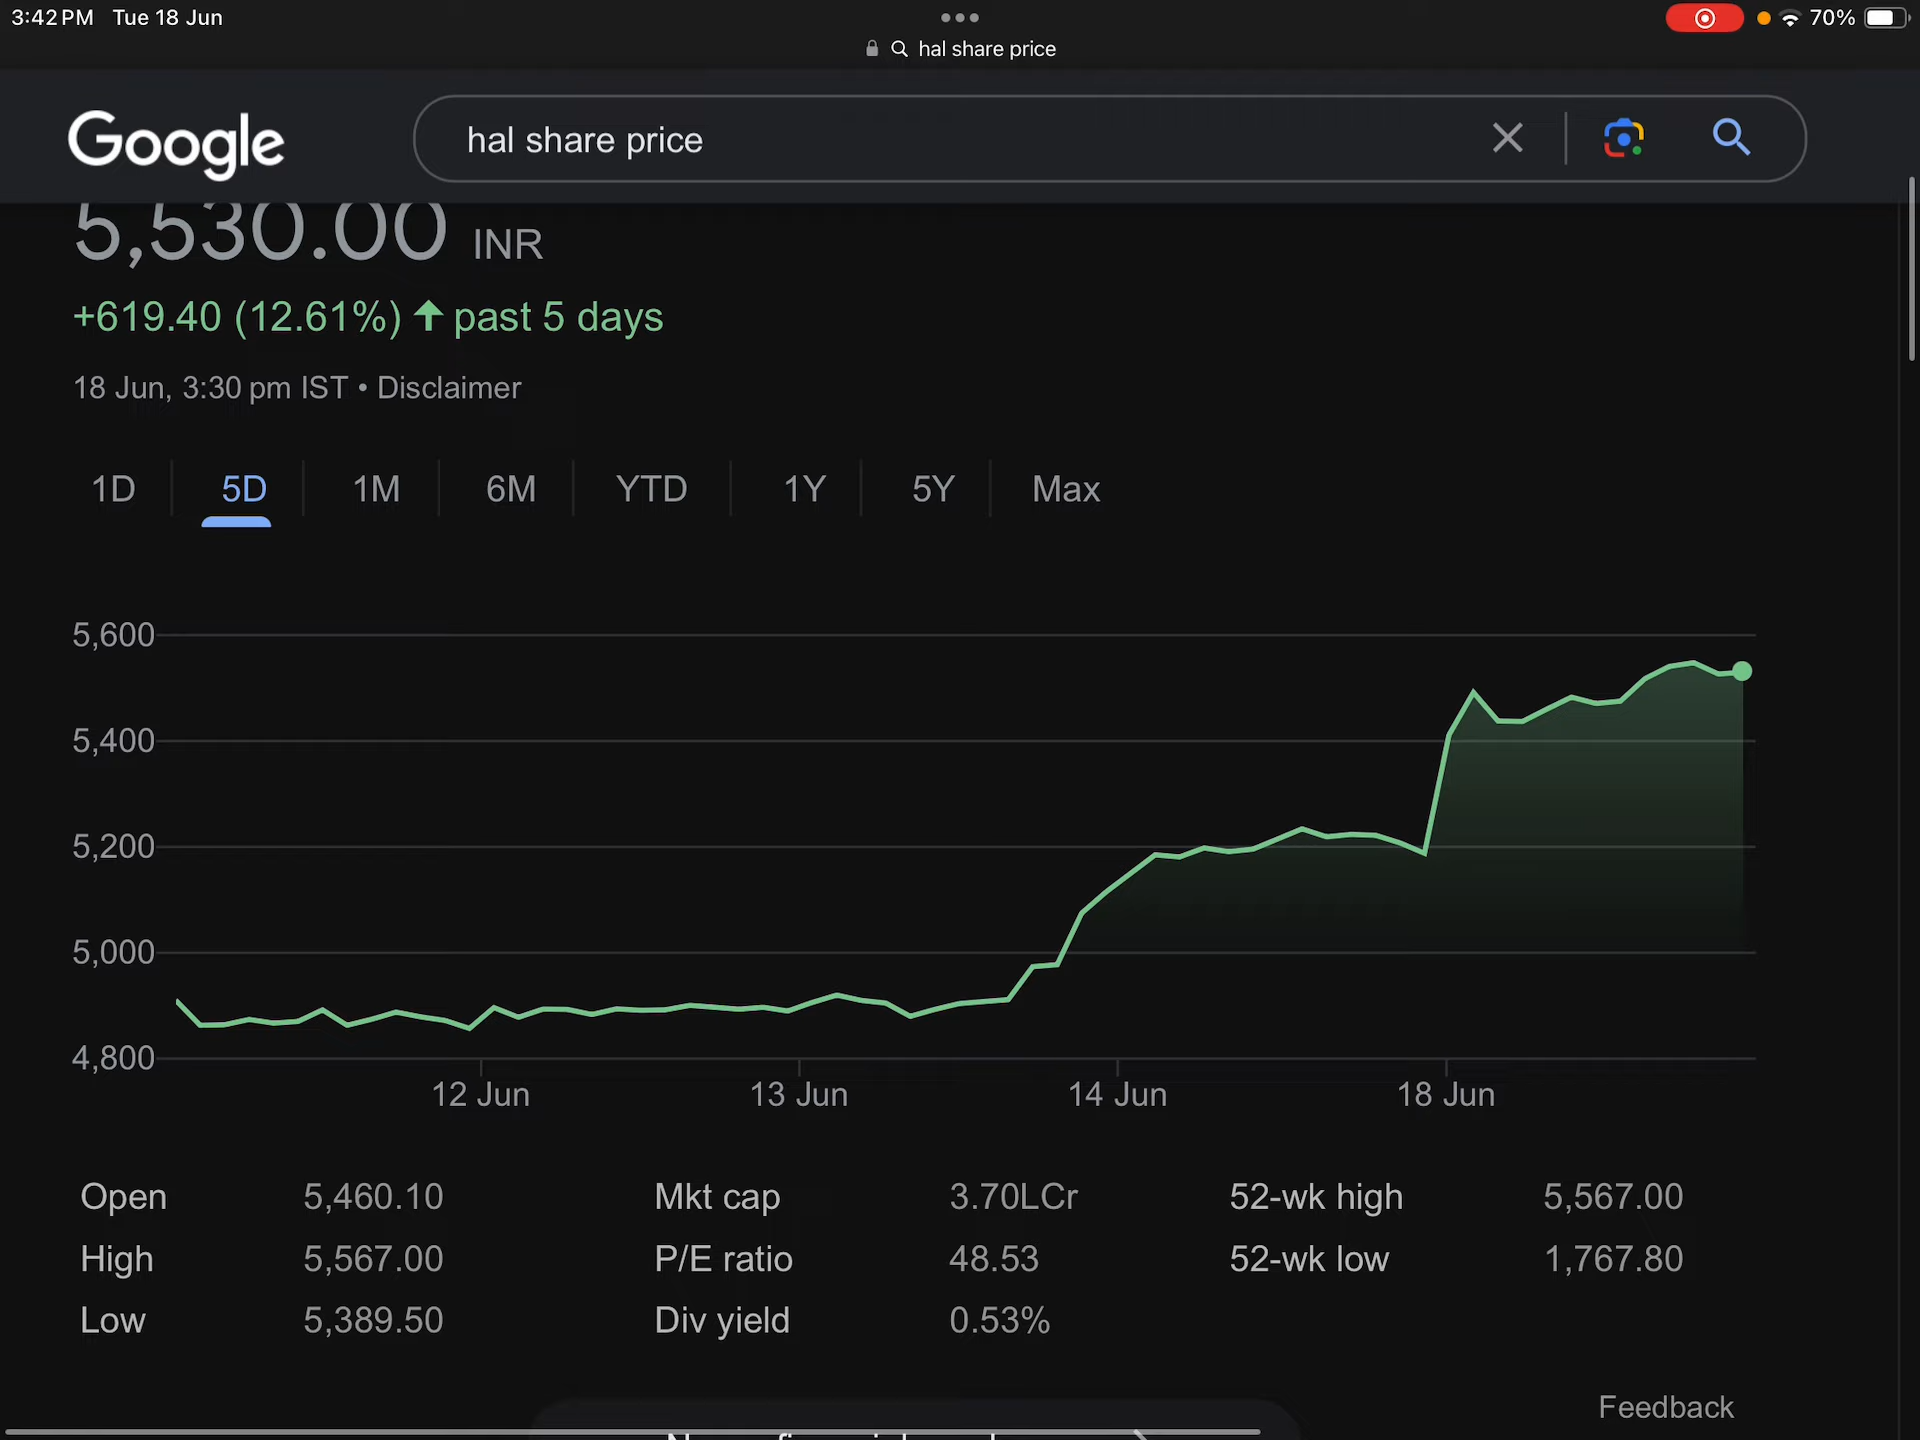 3:42 PM Tue 18 Jun
70%
hal share price
Google
hal share price
5,530.00 INR
+619.40 (12.61%) ↑ past 5 days
18 Jun, 3:30 pm IST • Disclaimer
1D 5D 1M 6M YTD 1Y 5Y Max
5,600
5,400
5,200
5,000
4,800
12 Jun 13 Jun 14 Jun 18 Jun
Open 5,460.10 Mkt cap 3.70LCr 52-wk high 5,567.00
High 5,567.00 P/E ratio 48.53 52-wk low 1,767.80
Low 5,389.50 Div yield 0.53%
Feedback